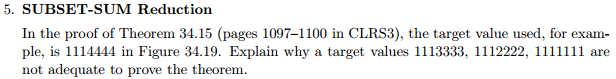 5. SUBSET-SUM Reduction
In the proof of Theorem 34.15 (pages 1097–1100 in CLRS3), the target value used, for exam-
ple, is 1114444 in Figure 34.19. Explain why a target values 1113333, 1112222, 1111111 are
not adequate to prove the theorem.